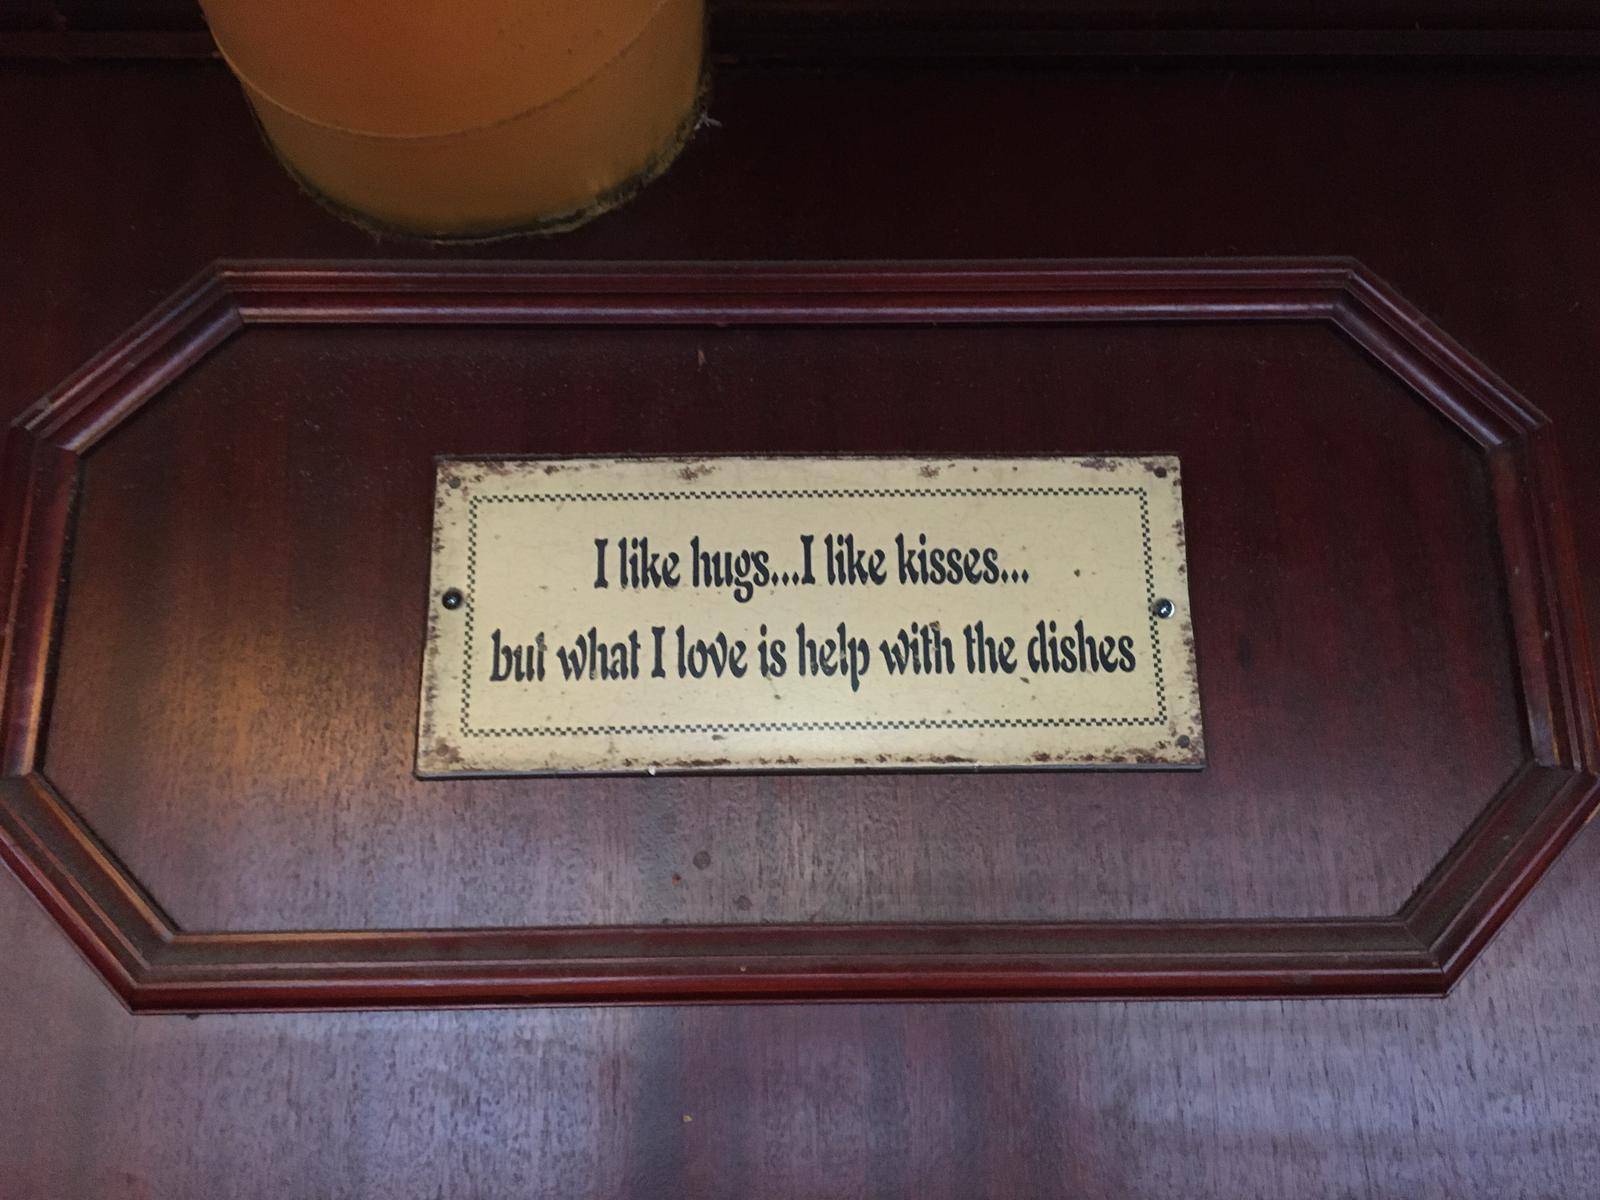 I like hugs...I like kisses...
but what I love is help with the dishes